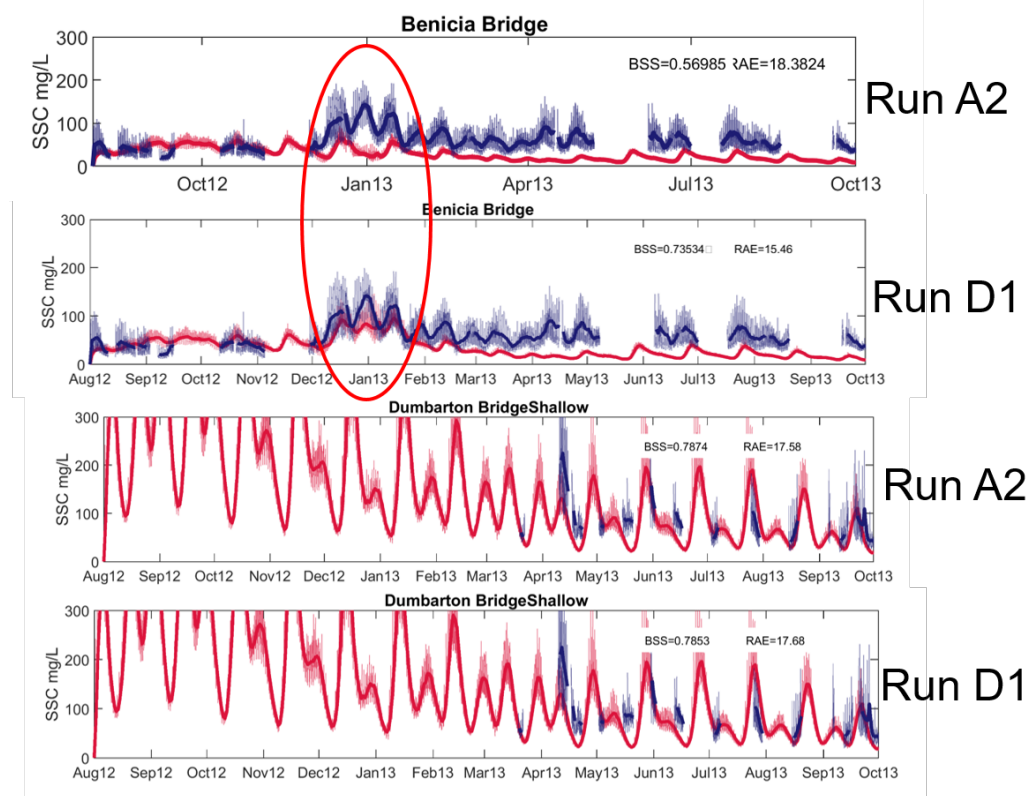 Benicia Bridge
300
200
100
0
SSC mg/L
BSS=0.56985 RAE=18.3824
Oct12 Jan13 Apr13 Jul13 Oct13
Run A2
Benicia Bridge
300
200
100
0
SSC mg/L
BSS=0.73534 RAE=15.46
Aug12 Sep12 Oct12 Nov12 Dec12 Jan13 Feb13 Mar13 Apr13 May13 Jun13 Jul13 Aug13 Sep13 Oct13
Run D1
Dumbarton BridgeShallow
300
200
100
0
SSC mg/L
BSS=0.7874 RAE=17.58
Aug12 Sep12 Oct12 Nov12 Dec12 Jan13 Feb13 Mar13 Apr13 May13 Jun13 Jul13 Aug13 Sep13 Oct13
Run A2
Dumbarton BridgeShallow
300
200
100
0
SSC mg/L
BSS=0.7853 RAE=17.68
Aug12 Sep12 Oct12 Nov12 Dec12 Jan13 Feb13 Mar13 Apr13 May13 Jun13 Jul13 Aug13 Sep13 Oct13
Run D1